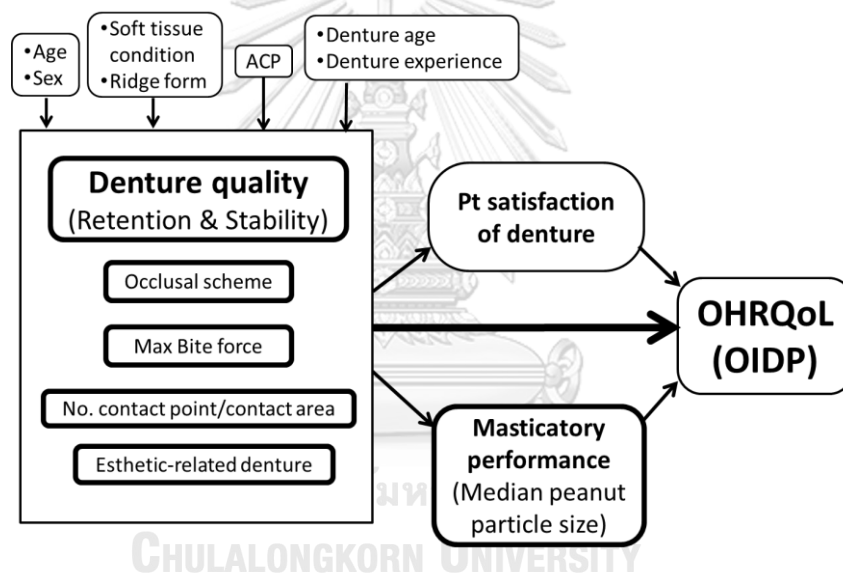 •Age
•Sex
•Soft tissue
condition
•Ridge form
ACP
•Denture age
•Denture experience
Denture quality
(Retention & Stability)
Occlusal scheme
Max Bite force
No. contact point/contact area
Esthetic-related denture
Pt satisfaction
of denture
Masticatory
performance
(Median peanut
particle size)
OHRQoL
(OIDP)
CHULALONGKORN UNIVERSITY